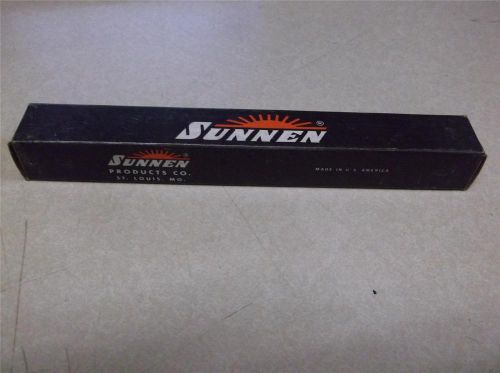 SUNNEN®
SUNNEN
PRODUCTS CO.
ST. LOUIS, MO.
MADE IN U.S. AMERICA